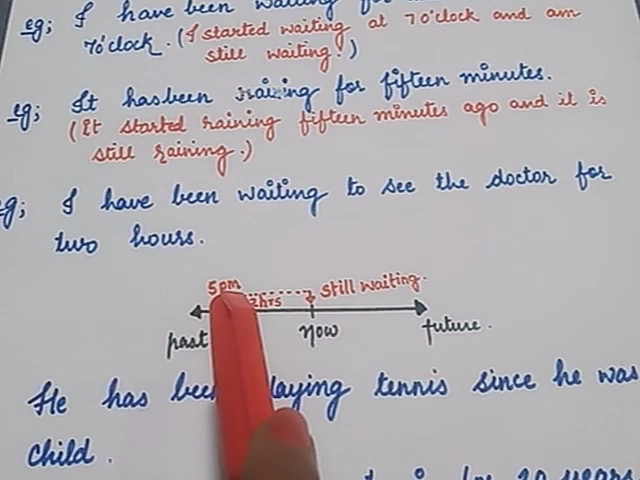 eg; I have been waiting for
7o'clock. (I started waiting at 7 o'clock and am
still waiting.)
eg; It hasbeen raining for fifteen minutes.
(It started raining fifteen minutes ago and it is
still raining.)
eg; I have been waiting to see the doctor for
two hours.
5pm still waiting.
2hrs
past now future.
He has been playing tennis since he was
child.
years